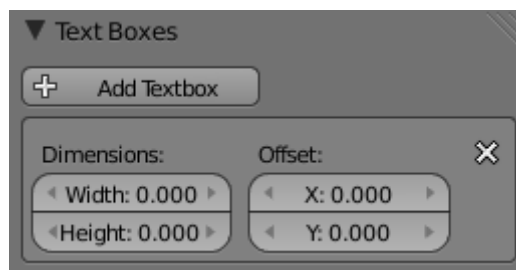 Text Boxes
Add Textbox
Dimensions: Offset:
Width: 0.000 X: 0.000
Height: 0.000 Y: 0.000